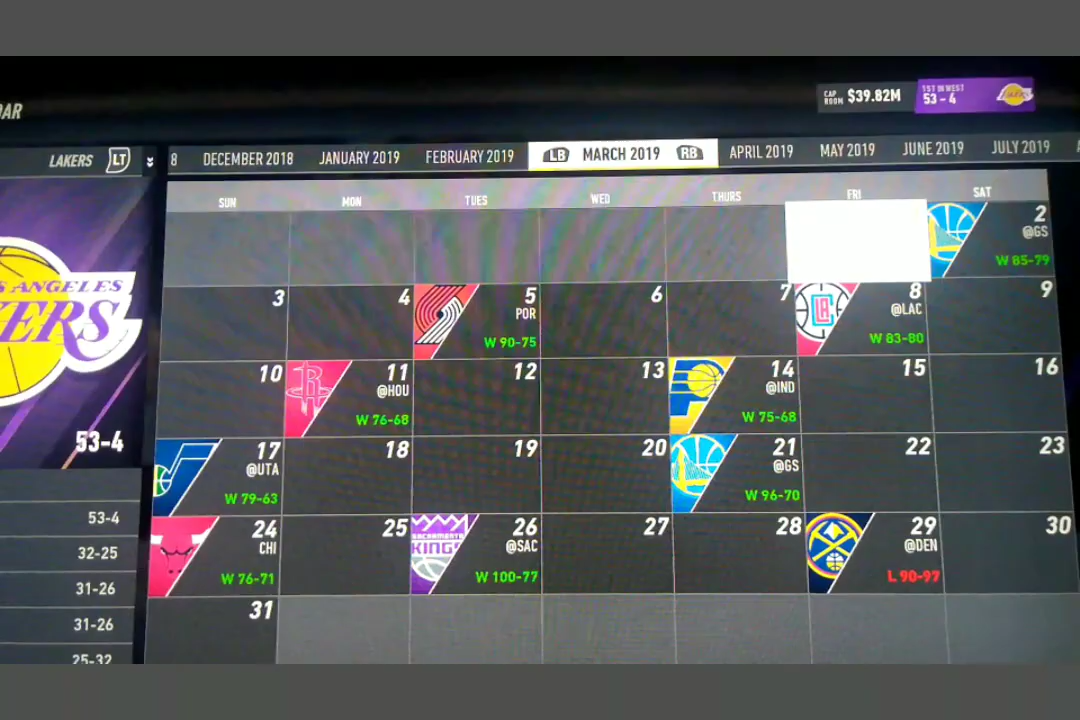 DAR
CAP ROOM $39.82M
1ST IN WEST
53 - 4
LAKERS
LAKERS LT
8 DECEMBER 2018 JANUARY 2019 FEBRUARY 2019 LB MARCH 2019 RB APRIL 2019 MAY 2019 JUNE 2019 JULY 2019
SUN MON TUES WED THURS FRI SAT
2
@GS
W 85-79
3 4 5 6 7 8 9
POR @LAC
W 90-75 W 83-80
10 11 12 13 14 15 16
@HOU @IND
W 76-68 W 75-68
17 18 19 20 21 22 23
@UTA @GS
W 79-63 W 96-70
24 25 26 27 28 29 30
CHI @SAC @DEN
W 76-71 W 100-77 L 90-97
31
S ANGELES
ERS
53-4
53-4
32-25
31-26
31-26
25-32
SACRAMENTO
KINGS